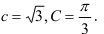 c = √3, C = π/3.